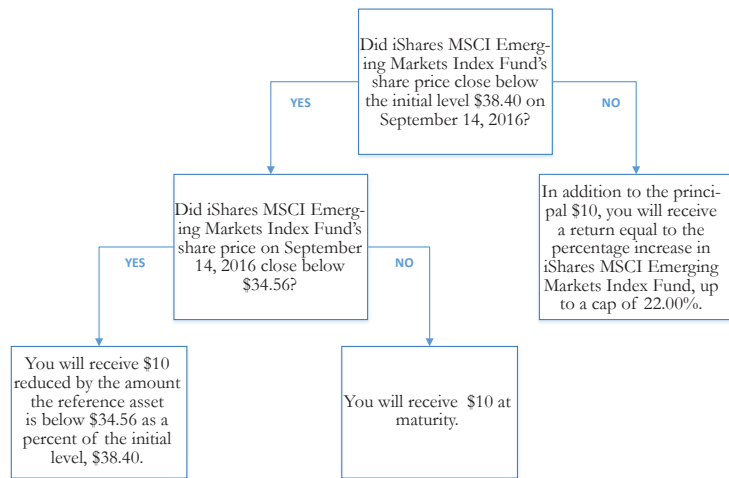 Did iShares MSCI Emerg-
ing Markets Index Fund's
share price close below
the initial level $38.40 on
September 14, 2016?
YES
NO
Did iShares MSCI Emerg-
ing Markets Index Fund's
share price on September
14, 2016 close below
$34.56?
In addition to the princi-
pal $10, you will receive
a return equal to the
percentage increase in
iShares MSCI Emerging
Markets Index Fund, up
to a cap of 22.00%.
YES
NO
You will receive $10
reduced by the amount
the reference asset
is below $34.56 as a
percent of the initial
level, $38.40.
You will receive $10 at
maturity.